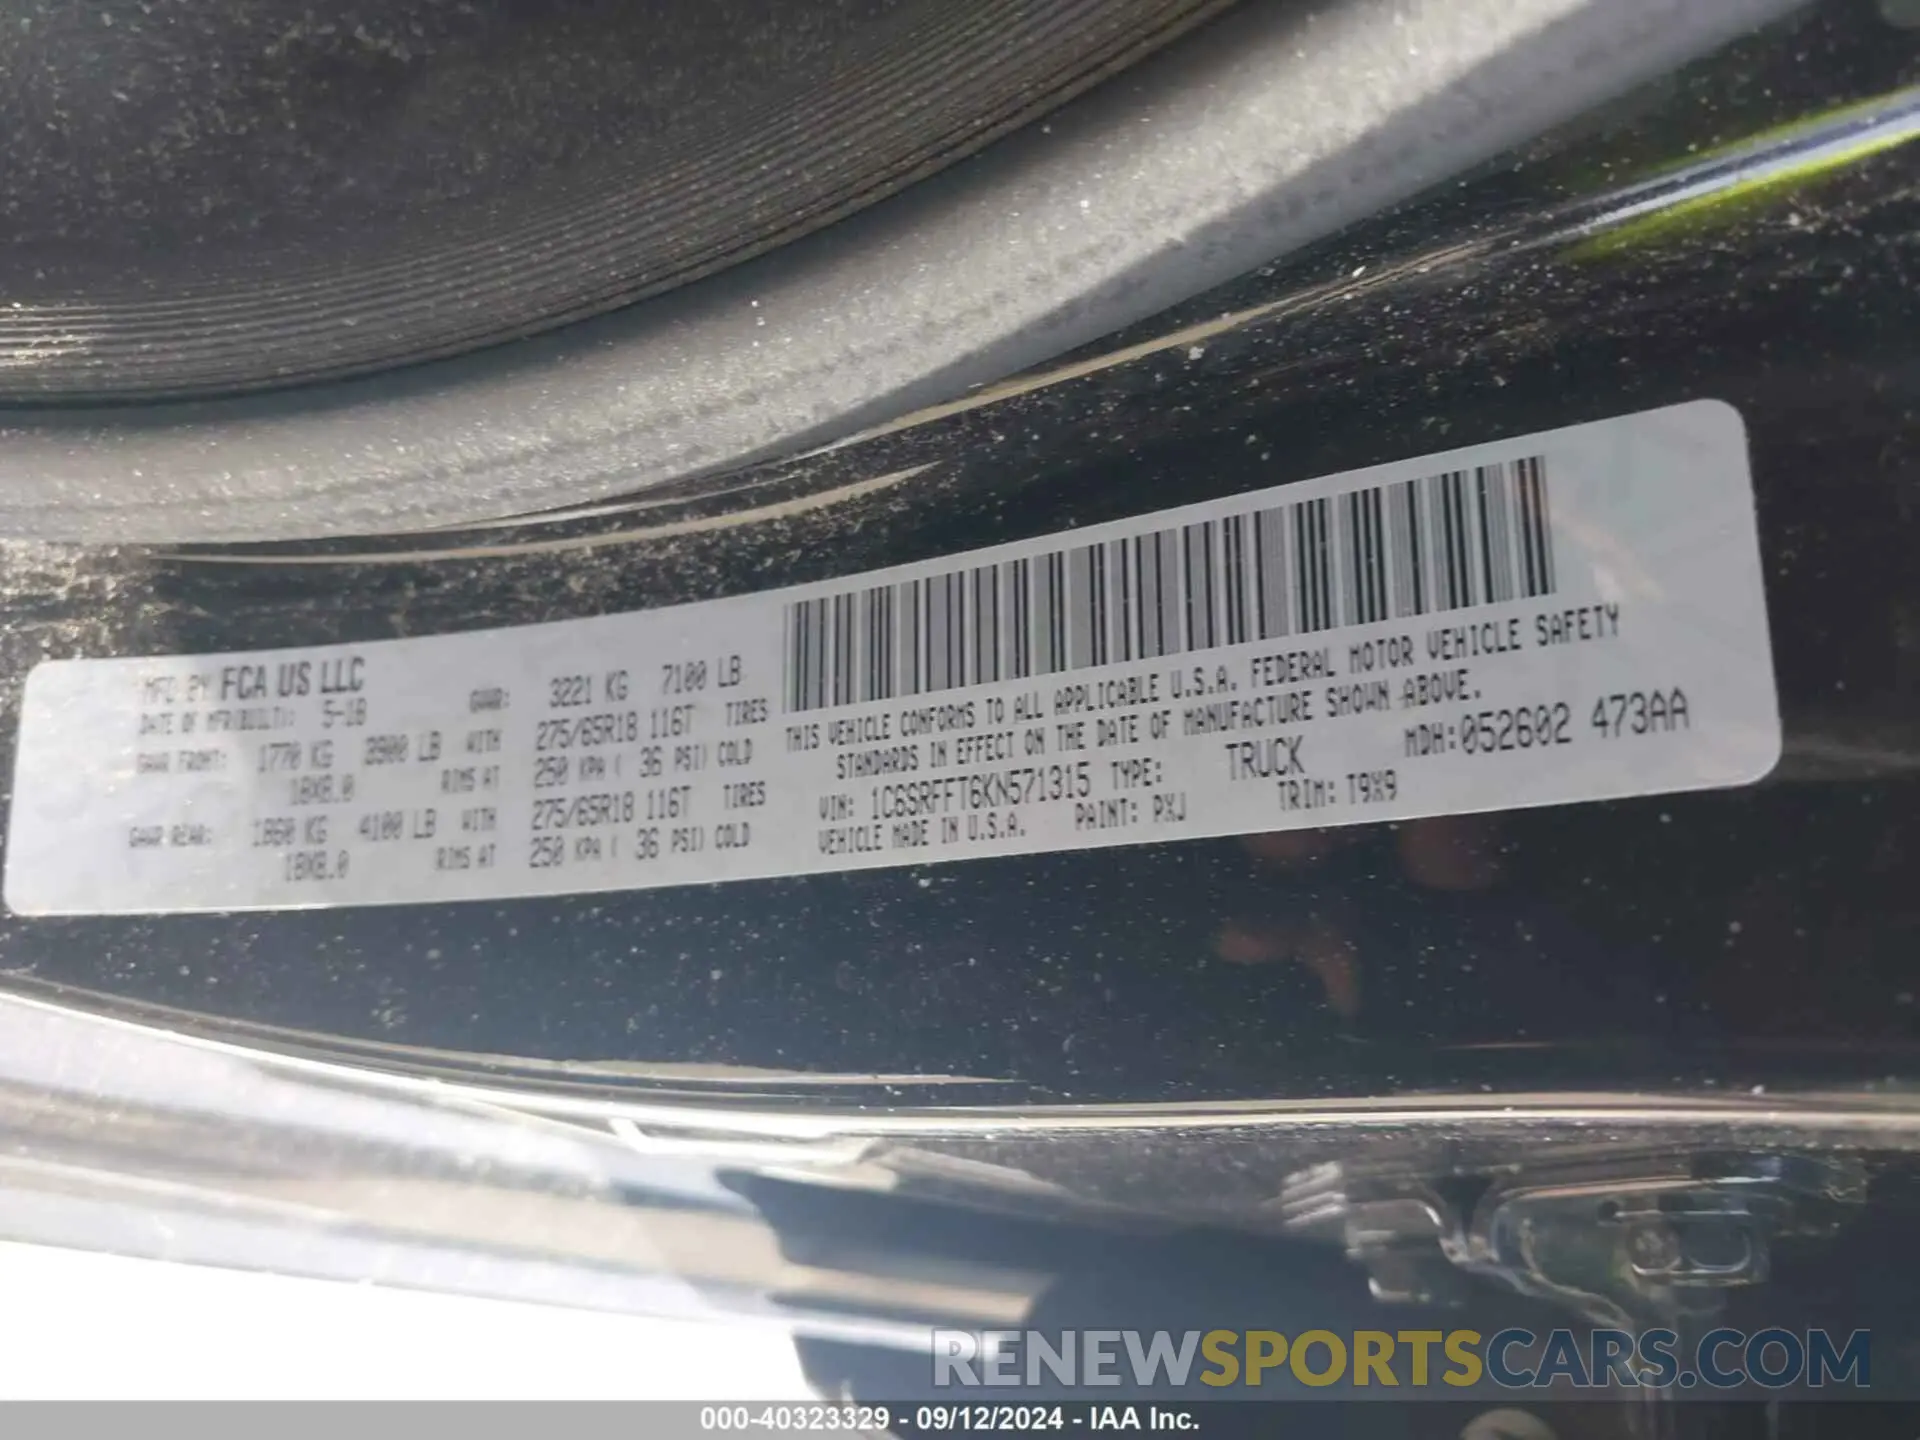 MFD BY FCA US LLC
DATE OF MFR(BUILT): 5-18 GVWR: 3221 KG 7100 LB
GAWR FRONT: 1770 KG 3900 LB WITH 275/65R18 116T TIRES
18X8.0 RIMS AT 250 KPA ( 36 PSI) COLD
GAWR REAR: 1860 KG 4100 LB WITH 275/65R18 116T TIRES
18X8.0 RIMS AT 250 KPA ( 36 PSI) COLD
THIS VEHICLE CONFORMS TO ALL APPLICABLE U.S.A. FEDERAL MOTOR VEHICLE SAFETY
STANDARDS IN EFFECT ON THE DATE OF MANUFACTURE SHOWN ABOVE.
VIN: 1C6SRFFT6KN571315 TYPE: TRUCK MDH:052602 473AA
VEHICLE MADE IN U.S.A. PAINT: PXJ TRIM: T9X9
RENEWSPORTSCARS.COM
000-40323329 - 09/12/2024 - IAA Inc.